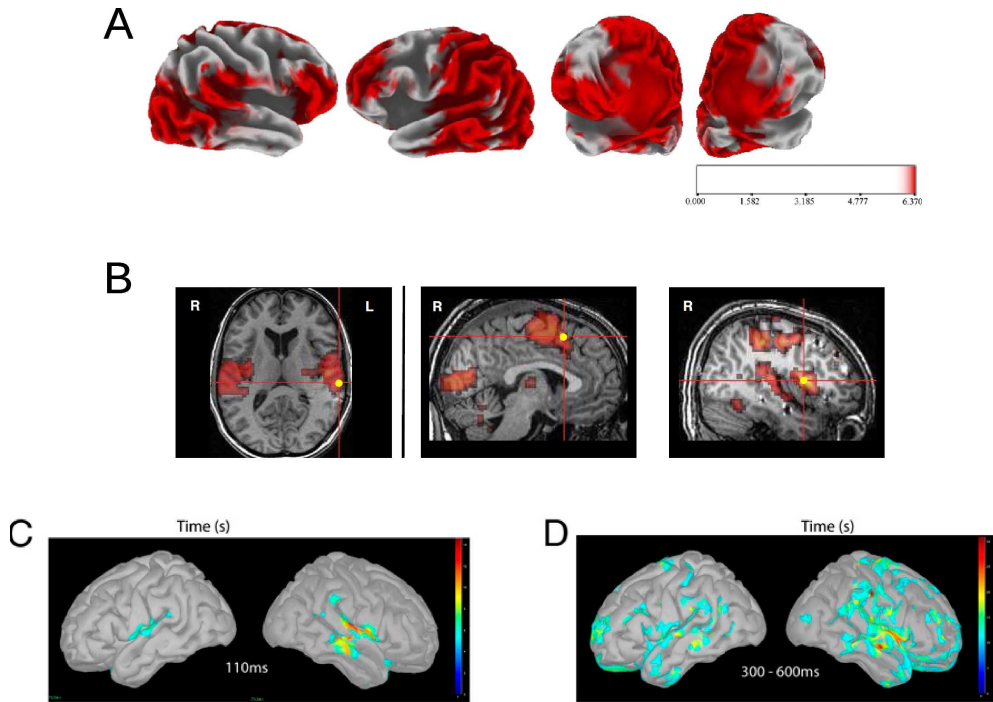 A
0.000 1.582 3.185 4.777 6.370
B
R L
R
R
C
Time (s)
110ms
D
Time (s)
300 - 600ms